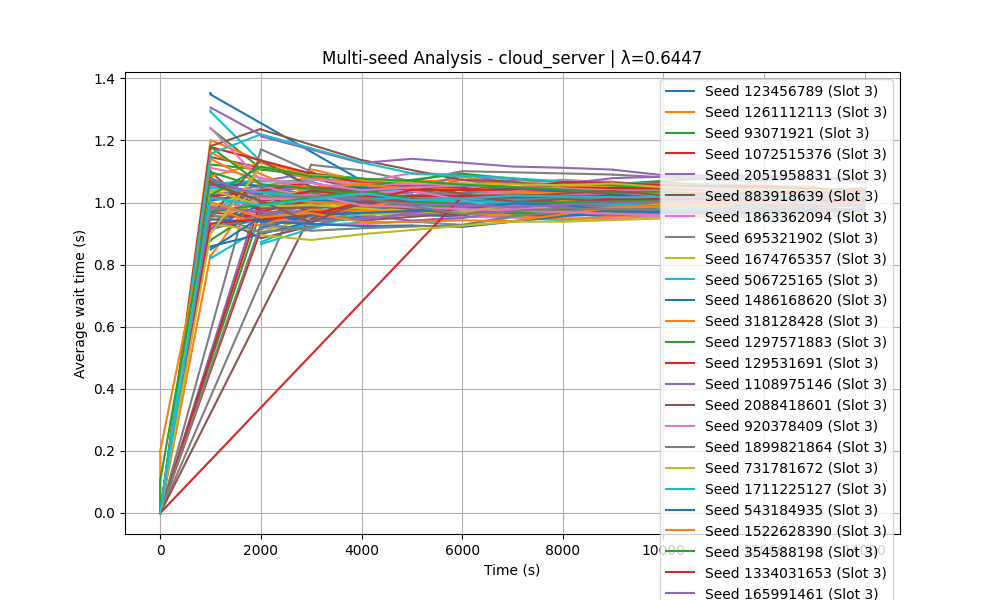 Multi-seed Analysis - cloud_server | λ=0.6447
Average wait time (s)
1.4
1.2
1.0
0.8
0.6
0.4
0.2
0.0
0
2000
4000
6000
8000
Time (s)
Seed 123456789 (Slot 3)
Seed 1261112113 (Slot 3)
Seed 93071921 (Slot 3)
Seed 1072515376 (Slot 3)
Seed 2051958831 (Slot 3)
Seed 883918639 (Slot 3)
Seed 1863362094 (Slot 3)
Seed 695321902 (Slot 3)
Seed 1674765357 (Slot 3)
Seed 506725165 (Slot 3)
Seed 1486168620 (Slot 3)
Seed 318128428 (Slot 3)
Seed 1297571883 (Slot 3)
Seed 129531691 (Slot 3)
Seed 1108975146 (Slot 3)
Seed 2088418601 (Slot 3)
Seed 920378409 (Slot 3)
Seed 1899821864 (Slot 3)
Seed 731781672 (Slot 3)
Seed 1711225127 (Slot 3)
Seed 543184935 (Slot 3)
Seed 1522628390 (Slot 3)
Seed 354588198 (Slot 3)
Seed 1334031653 (Slot 3)
Seed 165991461 (Slot 3)